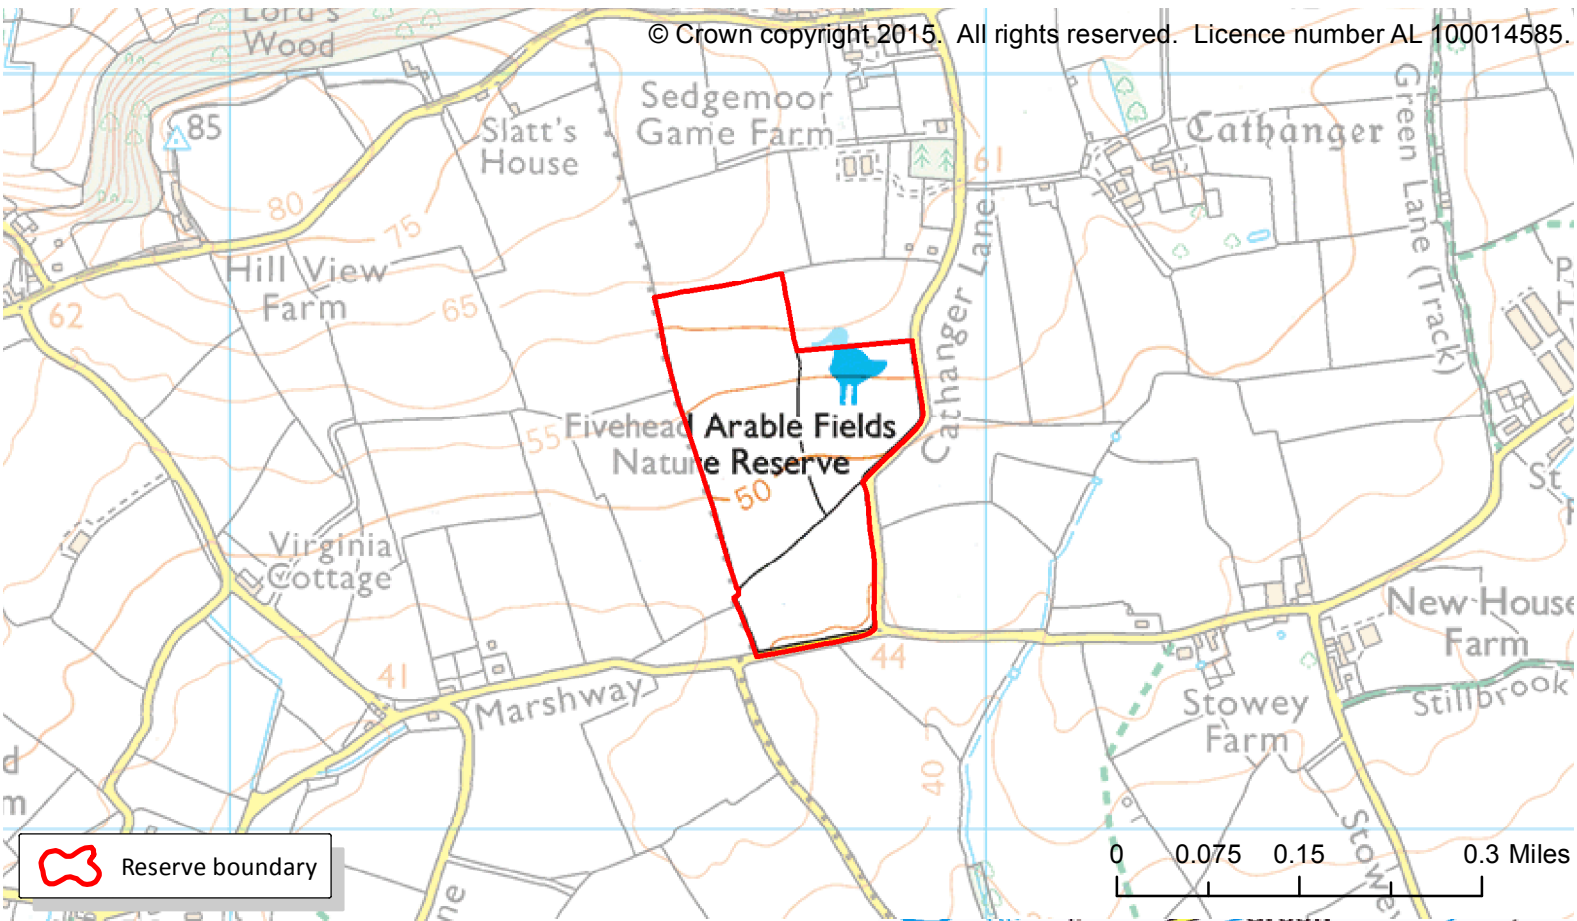 © Crown copyright 2015. All rights reserved. Licence number AL 100014585.
Lord's
Wood
85
Slatt's
House
Sedgemoor
Game Farm
61
Cathanger
Green Lane (Track)
80
75
Hill View
Farm
62
65
Cathanger Lane
55
Fivehead Arable Fields
Nature Reserve
50
Virginia
Cottage
St
New House
Farm
41
Marshway
44
Stowey
Farm
Stillbrook
40
Stowey
d
m
ne
Reserve boundary
0 0.075 0.15 0.3 Miles